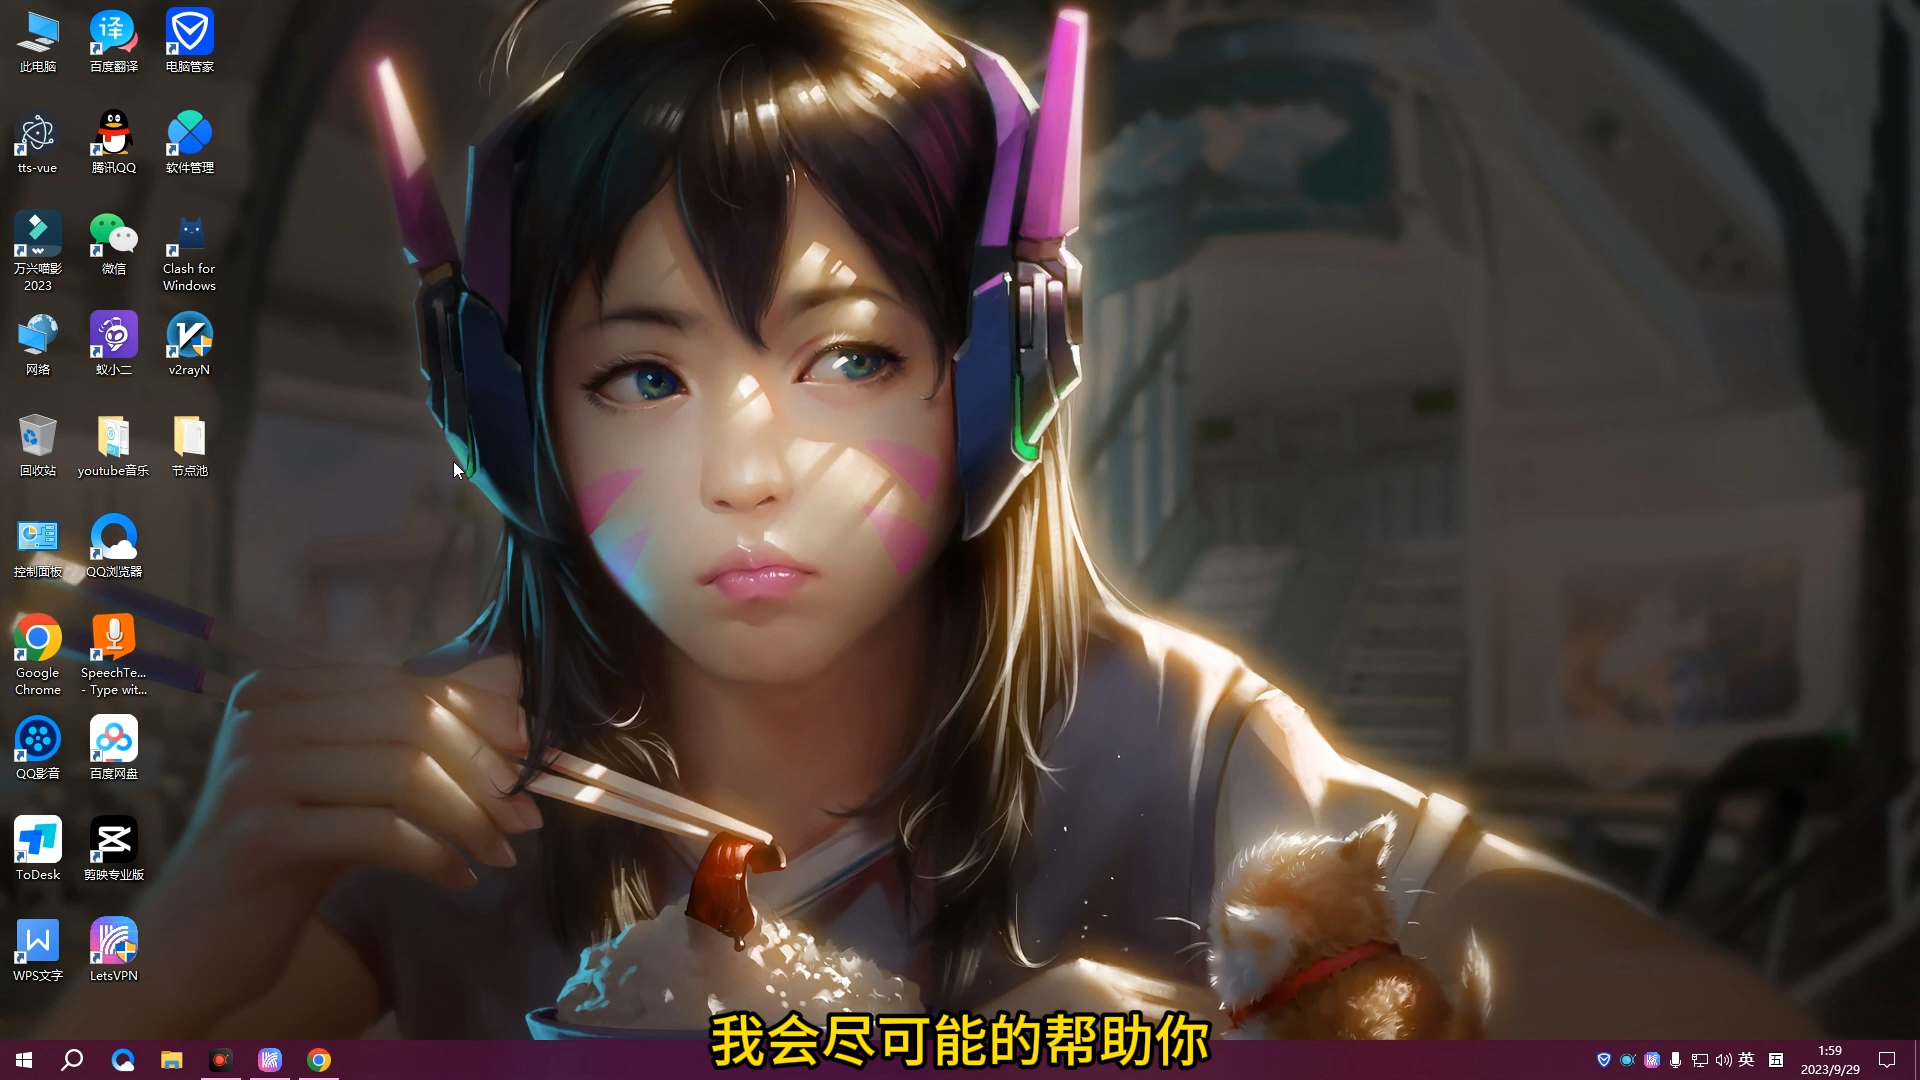 此电脑
百度翻译
电脑管家
译
tts-vue
腾讯QQ
软件管理
万兴喵影
2023
微信
Clash for
Windows
网络
蚁小二
v2rayN
回收站
youtube音乐
节点池
控制面板
QQ浏览器
Google
Chrome
SpeechTe...
- Type wit...
QQ影音
百度网盘
ToDesk
剪映专业版
WPS文字
LetsVPN
我会尽可能的帮助你
英
五
1:59
2023/9/29